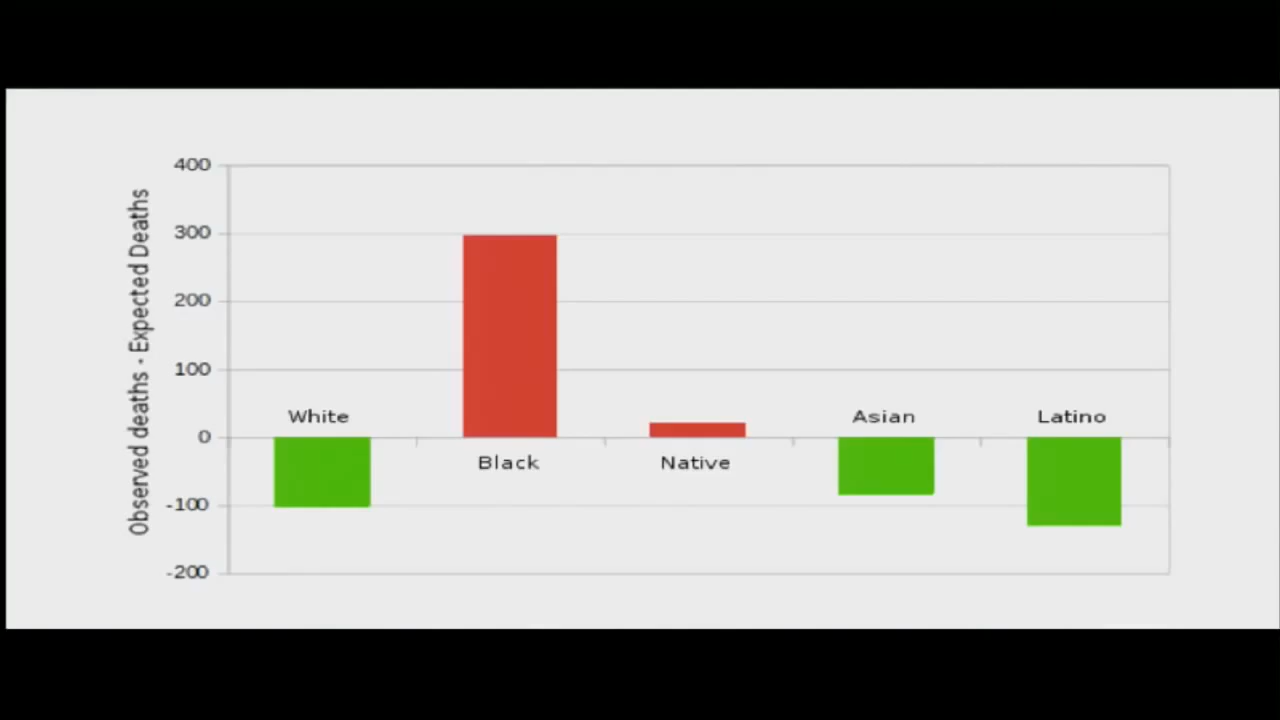 Observed deaths - Expected Deaths
400
300
200
100
0
-100
-200
White
Black
Native
Asian
Latino